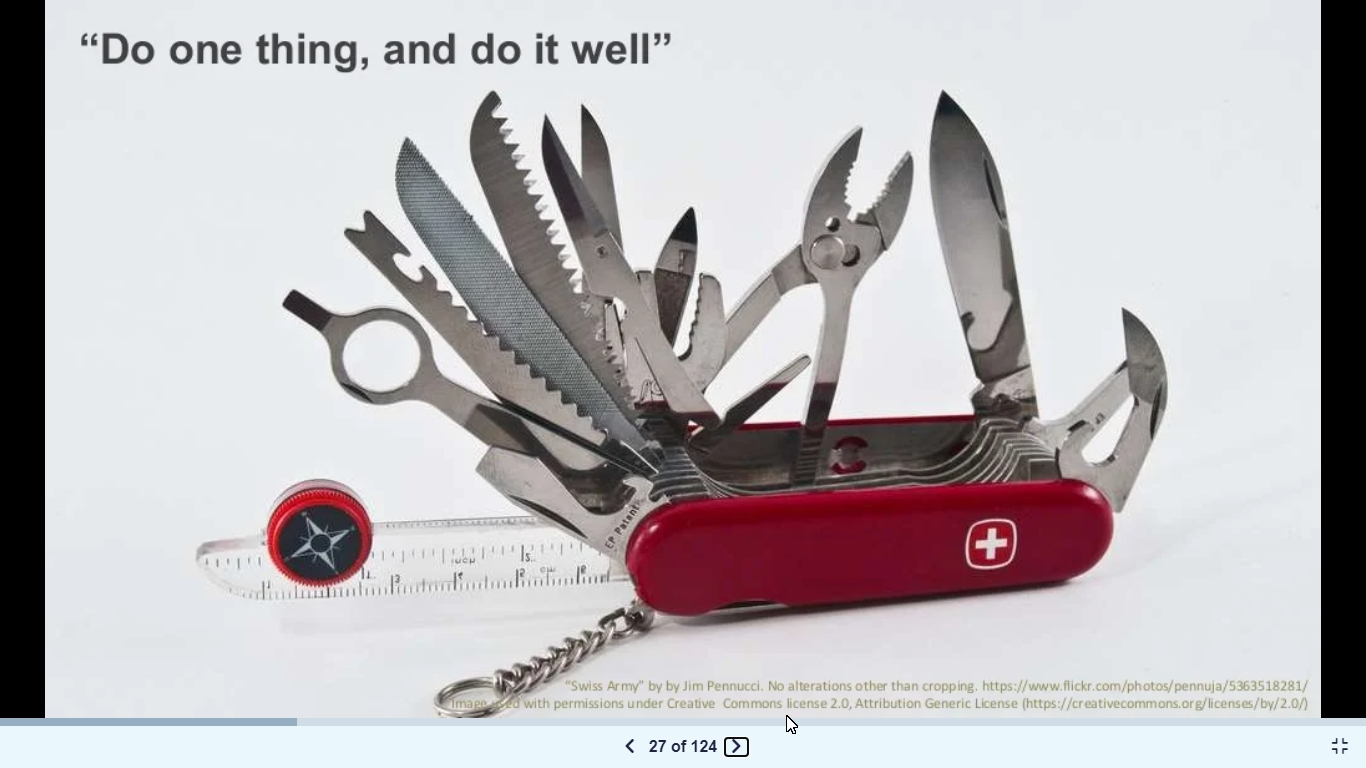 “Do one thing, and do it well”
EP Patent
“Swiss Army” by by Jim Pennucci. No alterations other than cropping. https://www.flickr.com/photos/pennuja/5363518281/
Image used with permissions under Creative Commons license 2.0, Attribution Generic License (https://creativecommons.org/licenses/by/2.0/)
27 of 124